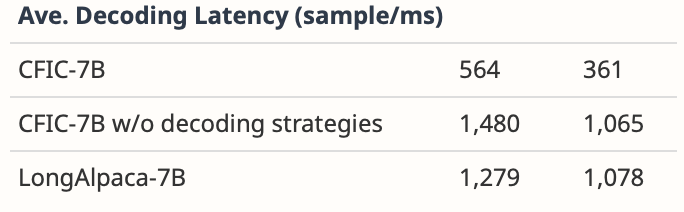 Ave. Decoding Latency (sample/ms)
CFIC-7B 564 361
CFIC-7B w/o decoding strategies 1,480 1,065
LongAlpaca-7B 1,279 1,078